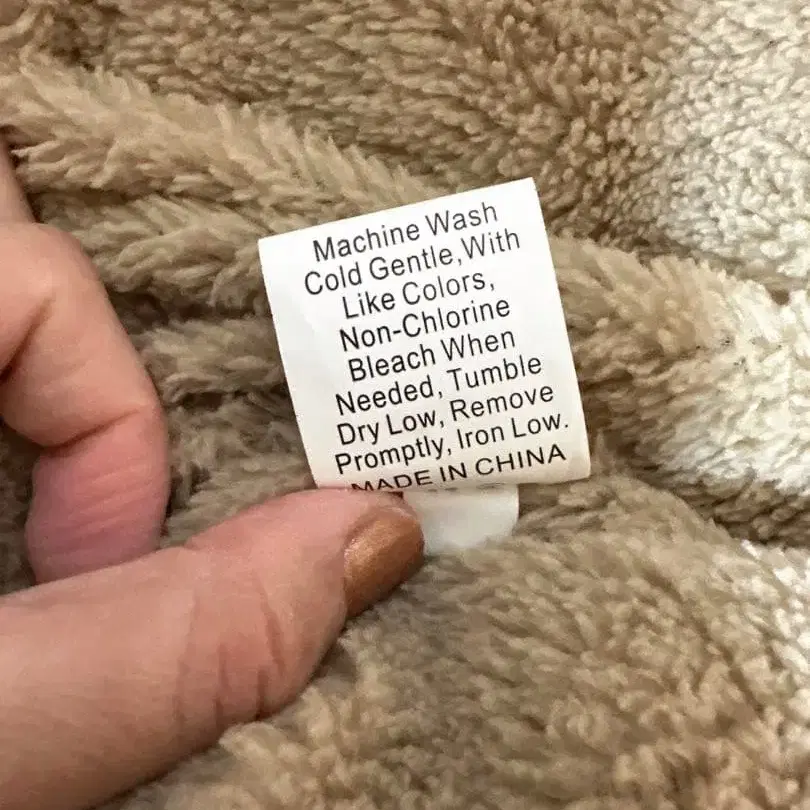 Machine Wash
Cold Gentle, With
Like Colors,
Non-Chlorine
Bleach When
Needed, Tumble
Dry Low, Remove
Promptly, Iron Low.
MADE IN CHINA